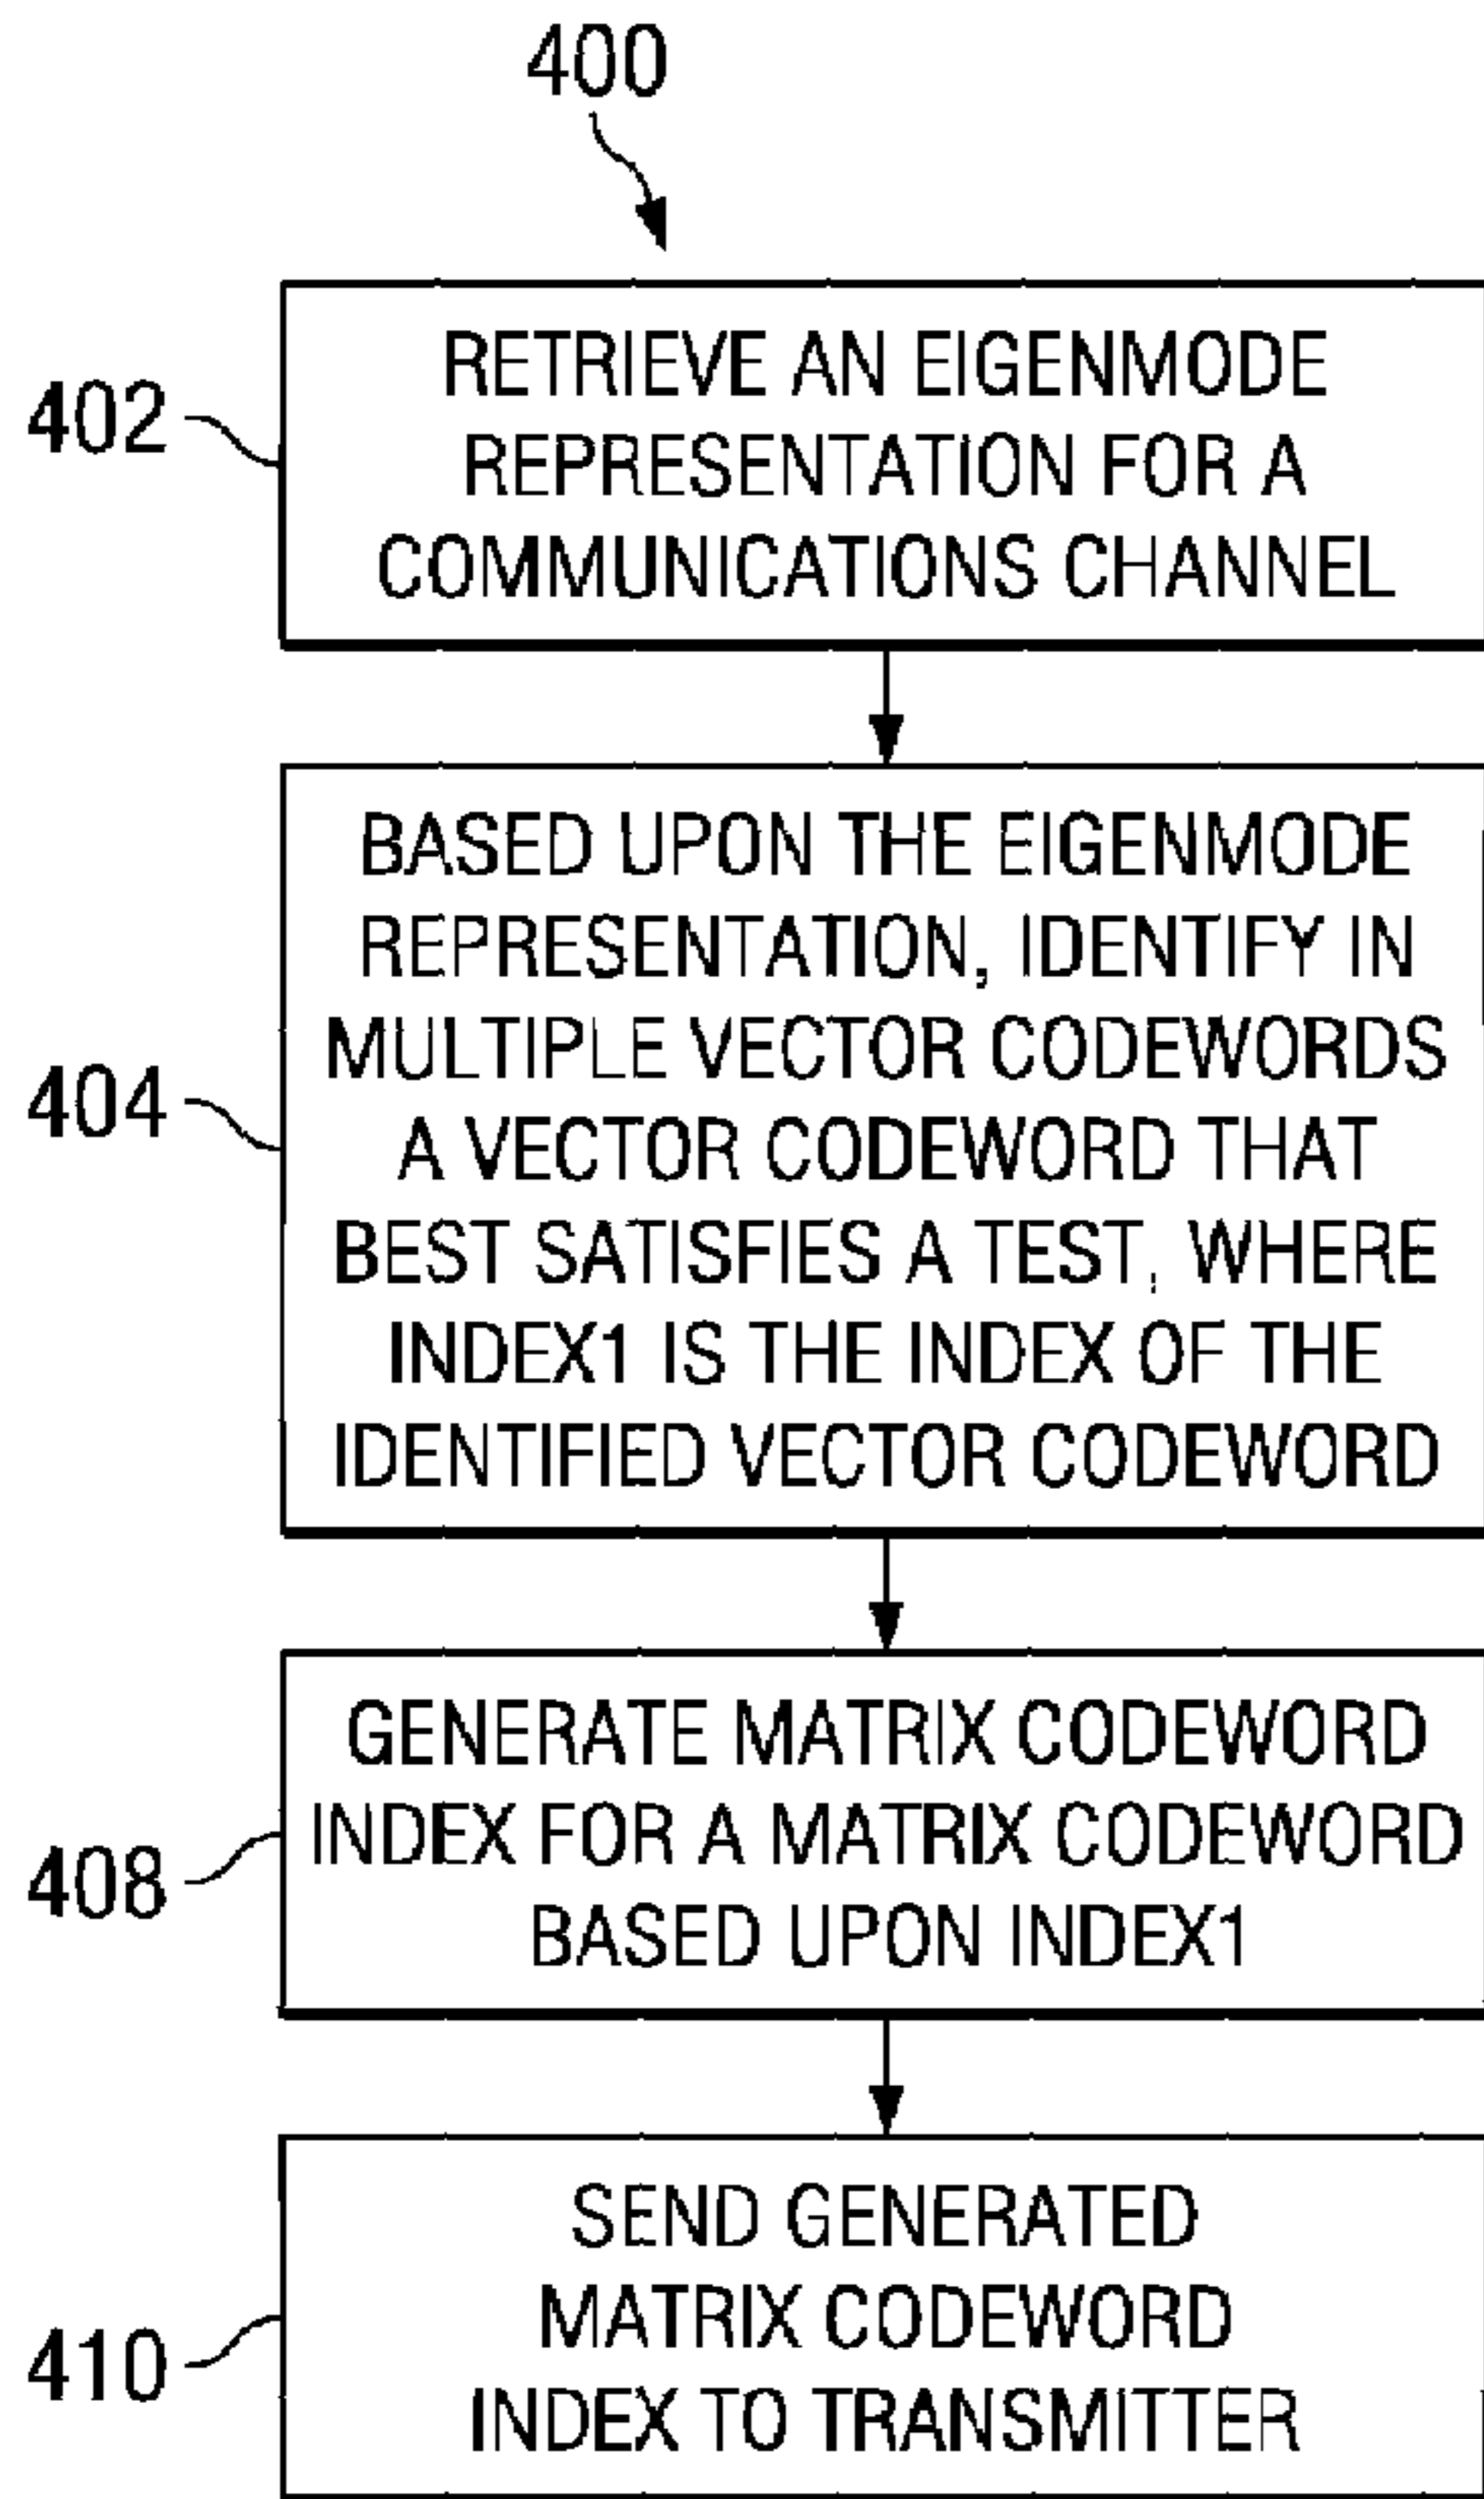 400
402
RETRIEVE AN EIGENMODE
REPRESENTATION FOR A
COMMUNICATIONS CHANNEL
404
BASED UPON THE EIGENMODE
REPRESENTATION, IDENTIFY IN
MULTIPLE VECTOR CODEWORDS
A VECTOR CODEWORD THAT
BEST SATISFIES A TEST, WHERE
INDEX1 IS THE INDEX OF THE
IDENTIFIED VECTOR CODEWORD
408
GENERATE MATRIX CODEWORD
INDEX FOR A MATRIX CODEWORD
BASED UPON INDEX1
410
SEND GENERATED
MATRIX CODEWORD
INDEX TO TRANSMITTER